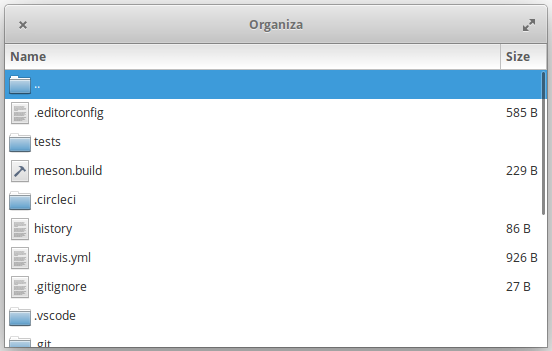 Organiza
Name Size
..
.editorconfig 585 B
tests
meson.build 229 B
.circleci
history 86 B
.travis.yml 926 B
.gitignore 27 B
.vscode
.git